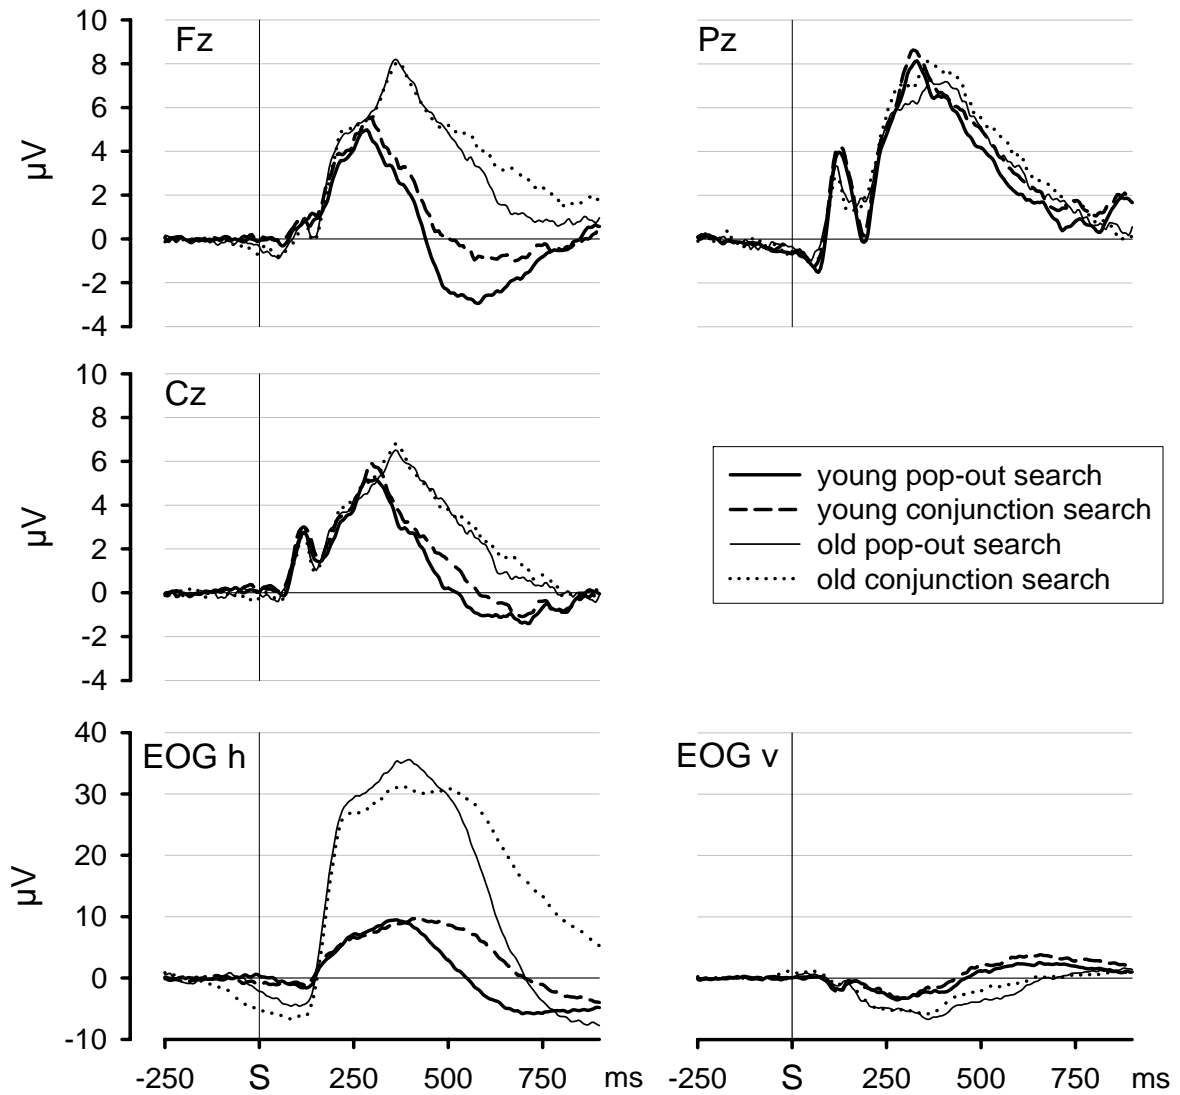 10
8
6
4
2
0
-2
-4
µV
Fz
Pz
10
8
6
4
2
0
-2
-4
µV
Cz
young pop-out search
young conjunction search
old pop-out search
old conjunction search
40
30
20
10
0
-10
µV
EOG h
EOG v
-250 S 250 500 750 ms
-250 S 250 500 750 ms